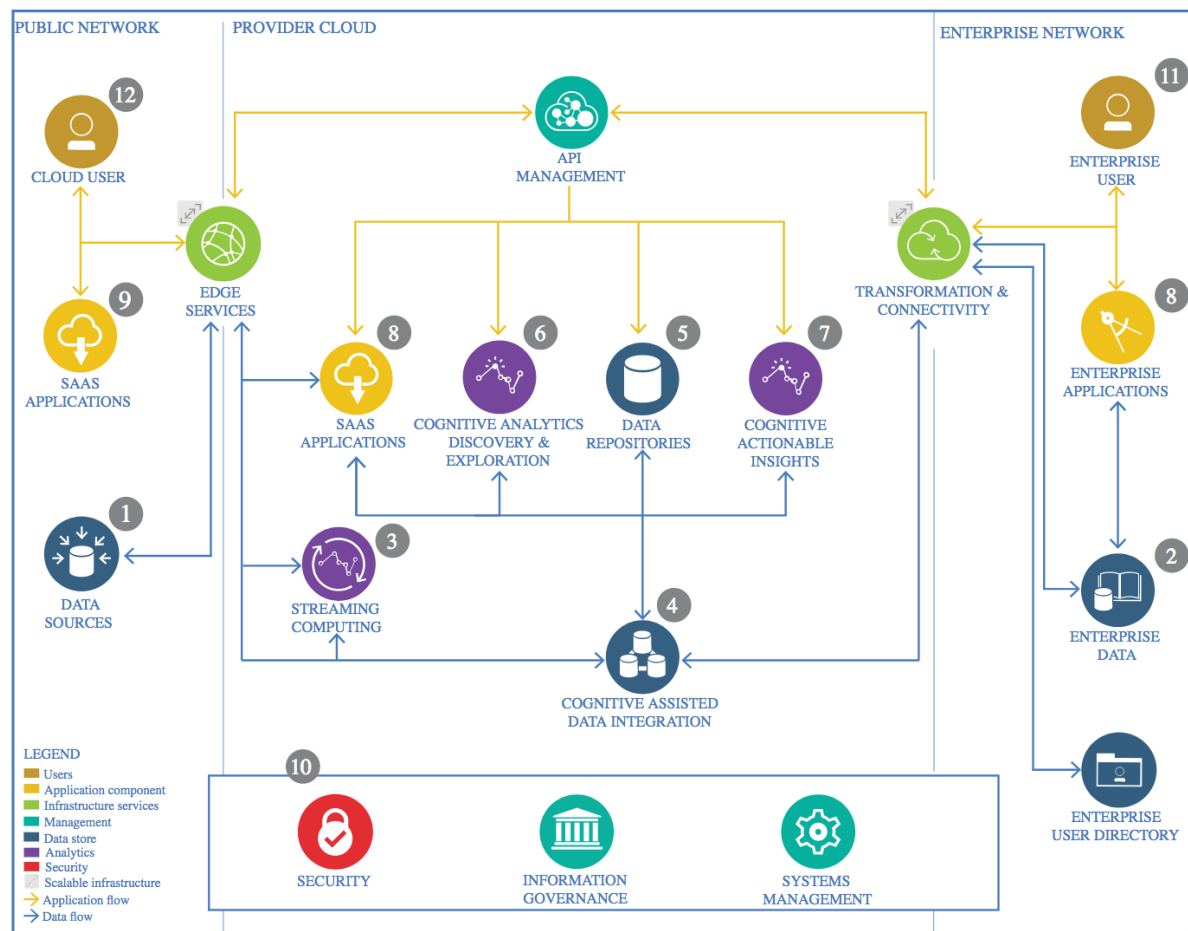 PUBLIC NETWORK
PROVIDER CLOUD
ENTERPRISE NETWORK
12
CLOUD USER
API
MANAGEMENT
11
ENTERPRISE
USER
EDGE
SERVICES
TRANSFORMATION &
CONNECTIVITY
9
SAAS
APPLICATIONS
8
SAAS
APPLICATIONS
6
COGNITIVE ANALYTICS
DISCOVERY &
EXPLORATION
5
DATA
REPOSITORIES
7
COGNITIVE
ACTIONABLE
INSIGHTS
8
ENTERPRISE
APPLICATIONS
1
DATA
SOURCES
3
STREAMING
COMPUTING
4
COGNITIVE ASSISTED
DATA INTEGRATION
2
ENTERPRISE
DATA
ENTERPRISE
USER DIRECTORY
10
SECURITY
INFORMATION
GOVERNANCE
SYSTEMS
MANAGEMENT
LEGEND
Users
Application component
Infrastructure services
Management
Data store
Analytics
Security
Scalable infrastructure
Application flow
Data flow